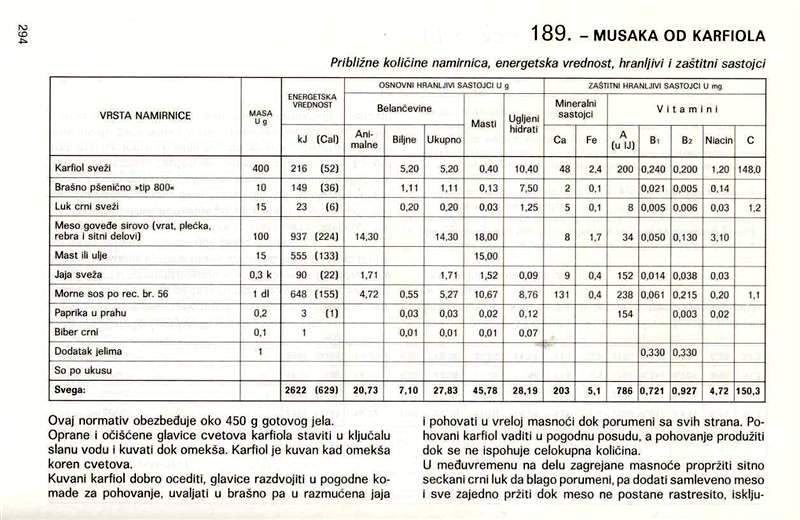 294
189. – MUSAKA OD KARFIOLA
Približne količine namirnica, energetska vrednost, hranljivi i zaštitni sastojci
VRSTA NAMIRNICE MASA U g ENERGETSKA VREDNOST OSNOVNI HRANLJIVI SASTOJCI U g ZAŠTITNI HRANLJIVI SASTOJCI U mg
Belančevine Masti Ugljeni hidrati Mineralni sastojci Vitamini
kJ (Cal) Ani-malne Biljne Ukupno Ca Fe A (u IJ) B1 B2 Niacin C
Karfiol sveži 400 216 (52) 5,20 5,20 0,40 10,40 48 2,4 200 0,240 0,200 1,20 148,0
Brašno pšenično »tip 800« 10 149 (36) 1,11 1,11 0,13 7,50 2 0,1 0,021 0,005 0,14
Luk crni sveži 15 23 (6) 0,20 0,20 0,03 1,25 5 0,1 8 0,005 0,006 0,03 1,2
Meso goveđe sirovo (vrat, plećka,
rebra i sitni delovi) 100 937 (224) 14,30 14,30 18,00 8 1,7 34 0,050 0,130 3,10
Mast ili ulje 15 555 (133) 15,00
Jaja sveža 0,3 k 90 (22) 1,71 1,71 1,52 0,09 9 0,4 152 0,014 0,038 0,03
Morne sos po rec. br. 56 1 dl 648 (155) 4,72 0,55 5,27 10,67 8,76 131 0,4 238 0,061 0,215 0,20 1,1
Paprika u prahu 0,2 3 (1) 0,03 0,03 0,02 0,12 154 0,003 0,02
Biber crni 0,1 1 0,01 0,01 0,01 0,07
Dodatak jelima 1 0,330 0,330
So po ukusu
Svega: 2622 (629) 20,73 7,10 27,83 45,78 28,19 203 5,1 786 0,721 0,927 4,72 150,3
Ovaj normativ obezbeđuje oko 450 g gotovog jela.
Oprane i očišćene glavice cvetova karfiola staviti u ključalu
slanu vodu i kuvati dok omekša. Karfiol je kuvan kad omekša
koren cvetova.
Kuvani karfiol dobro ocediti, glavice razdvojiti u pogodne ko-
made za pohovanje, uvaljati u brašno pa u razmućena jaja
i pohovati u vreloj masnoći dok porumeni sa svih strana. Po-
hovani karfiol vaditi u pogodnu posudu, a pohovanje produžiti
dok se ne ispohuje celokupna količina.
U međuvremenu na delu zagrejane masnoće propržiti sitno
seckani crni luk da blago porumeni, pa dodati samleveno meso
i sve zajedno pržiti dok meso ne postane rastresito, isklju-